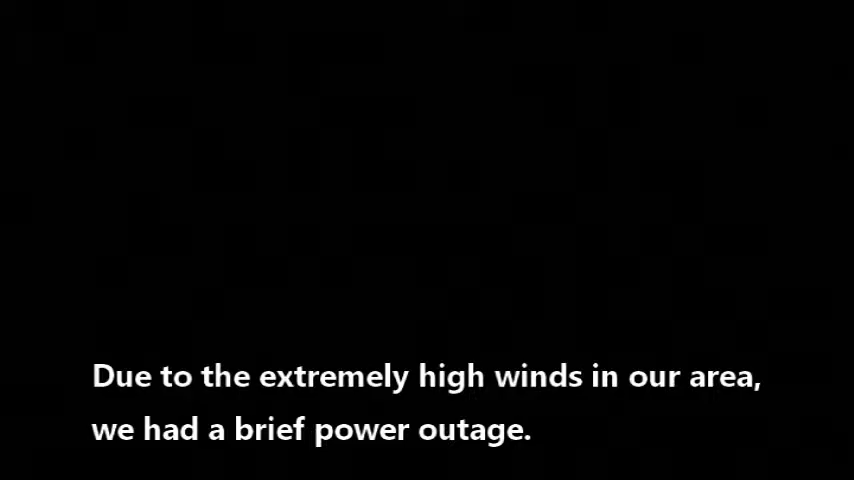 Due to the extremely high winds in our area,
we had a brief power outage.